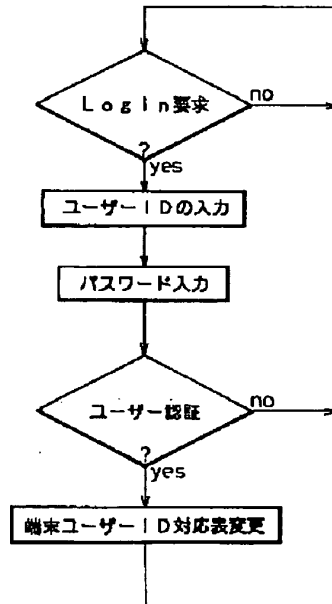 Login要求
?
no
yes
ユーザーIDの入力
パスワード入力
ユーザー認証
?
no
yes
端末ユーザーID対応表変更